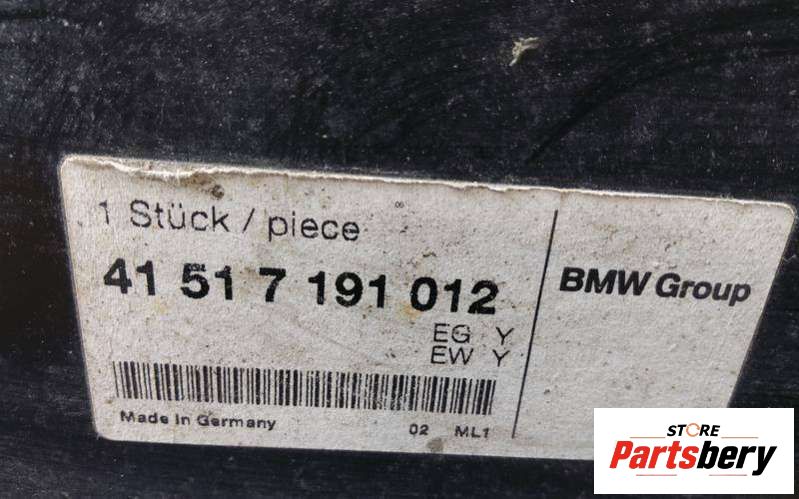 1 Stück / piece
41 51 7 191 012
BMW Group
EG Y
EW Y
Made in Germany
02 ML1
STORE
Partsbery